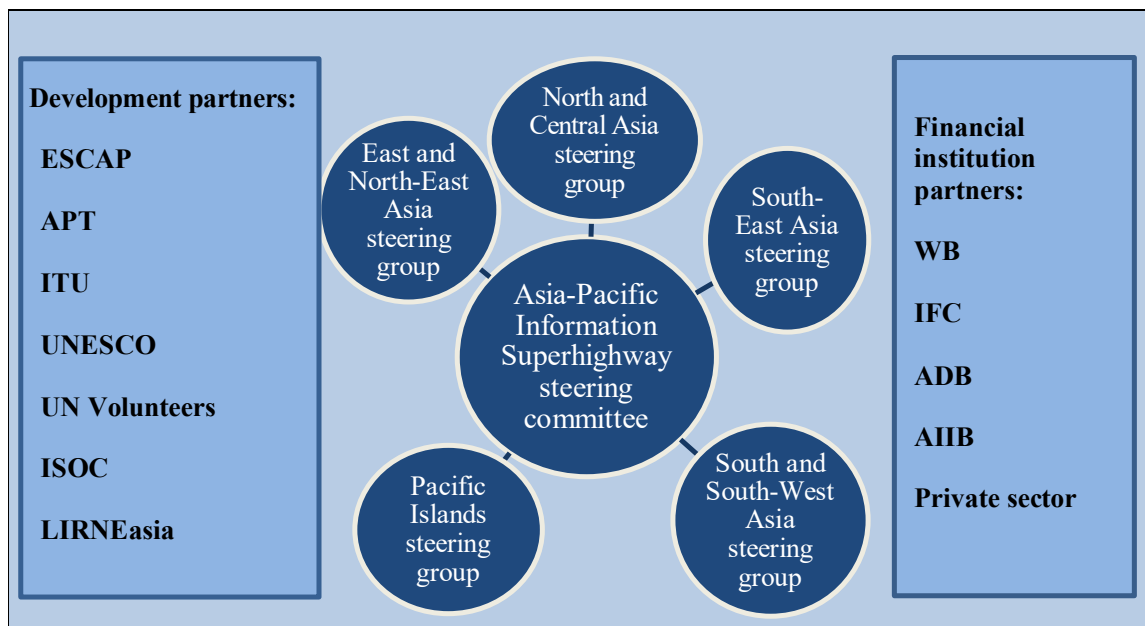 Development partners:
ESCAP
APT
ITU
UNESCO
UN Volunteers
ISOC
LIRNEasia
North and
Central Asia
steering
group
East and
North-East
Asia
steering
group
South-
East Asia
steering
group
Asia-Pacific
Information
Superhighway
steering
committee
Pacific
Islands
steering
group
South and
South-West
Asia
steering
group
Financial
institution
partners:
WB
IFC
ADB
AIIB
Private sector